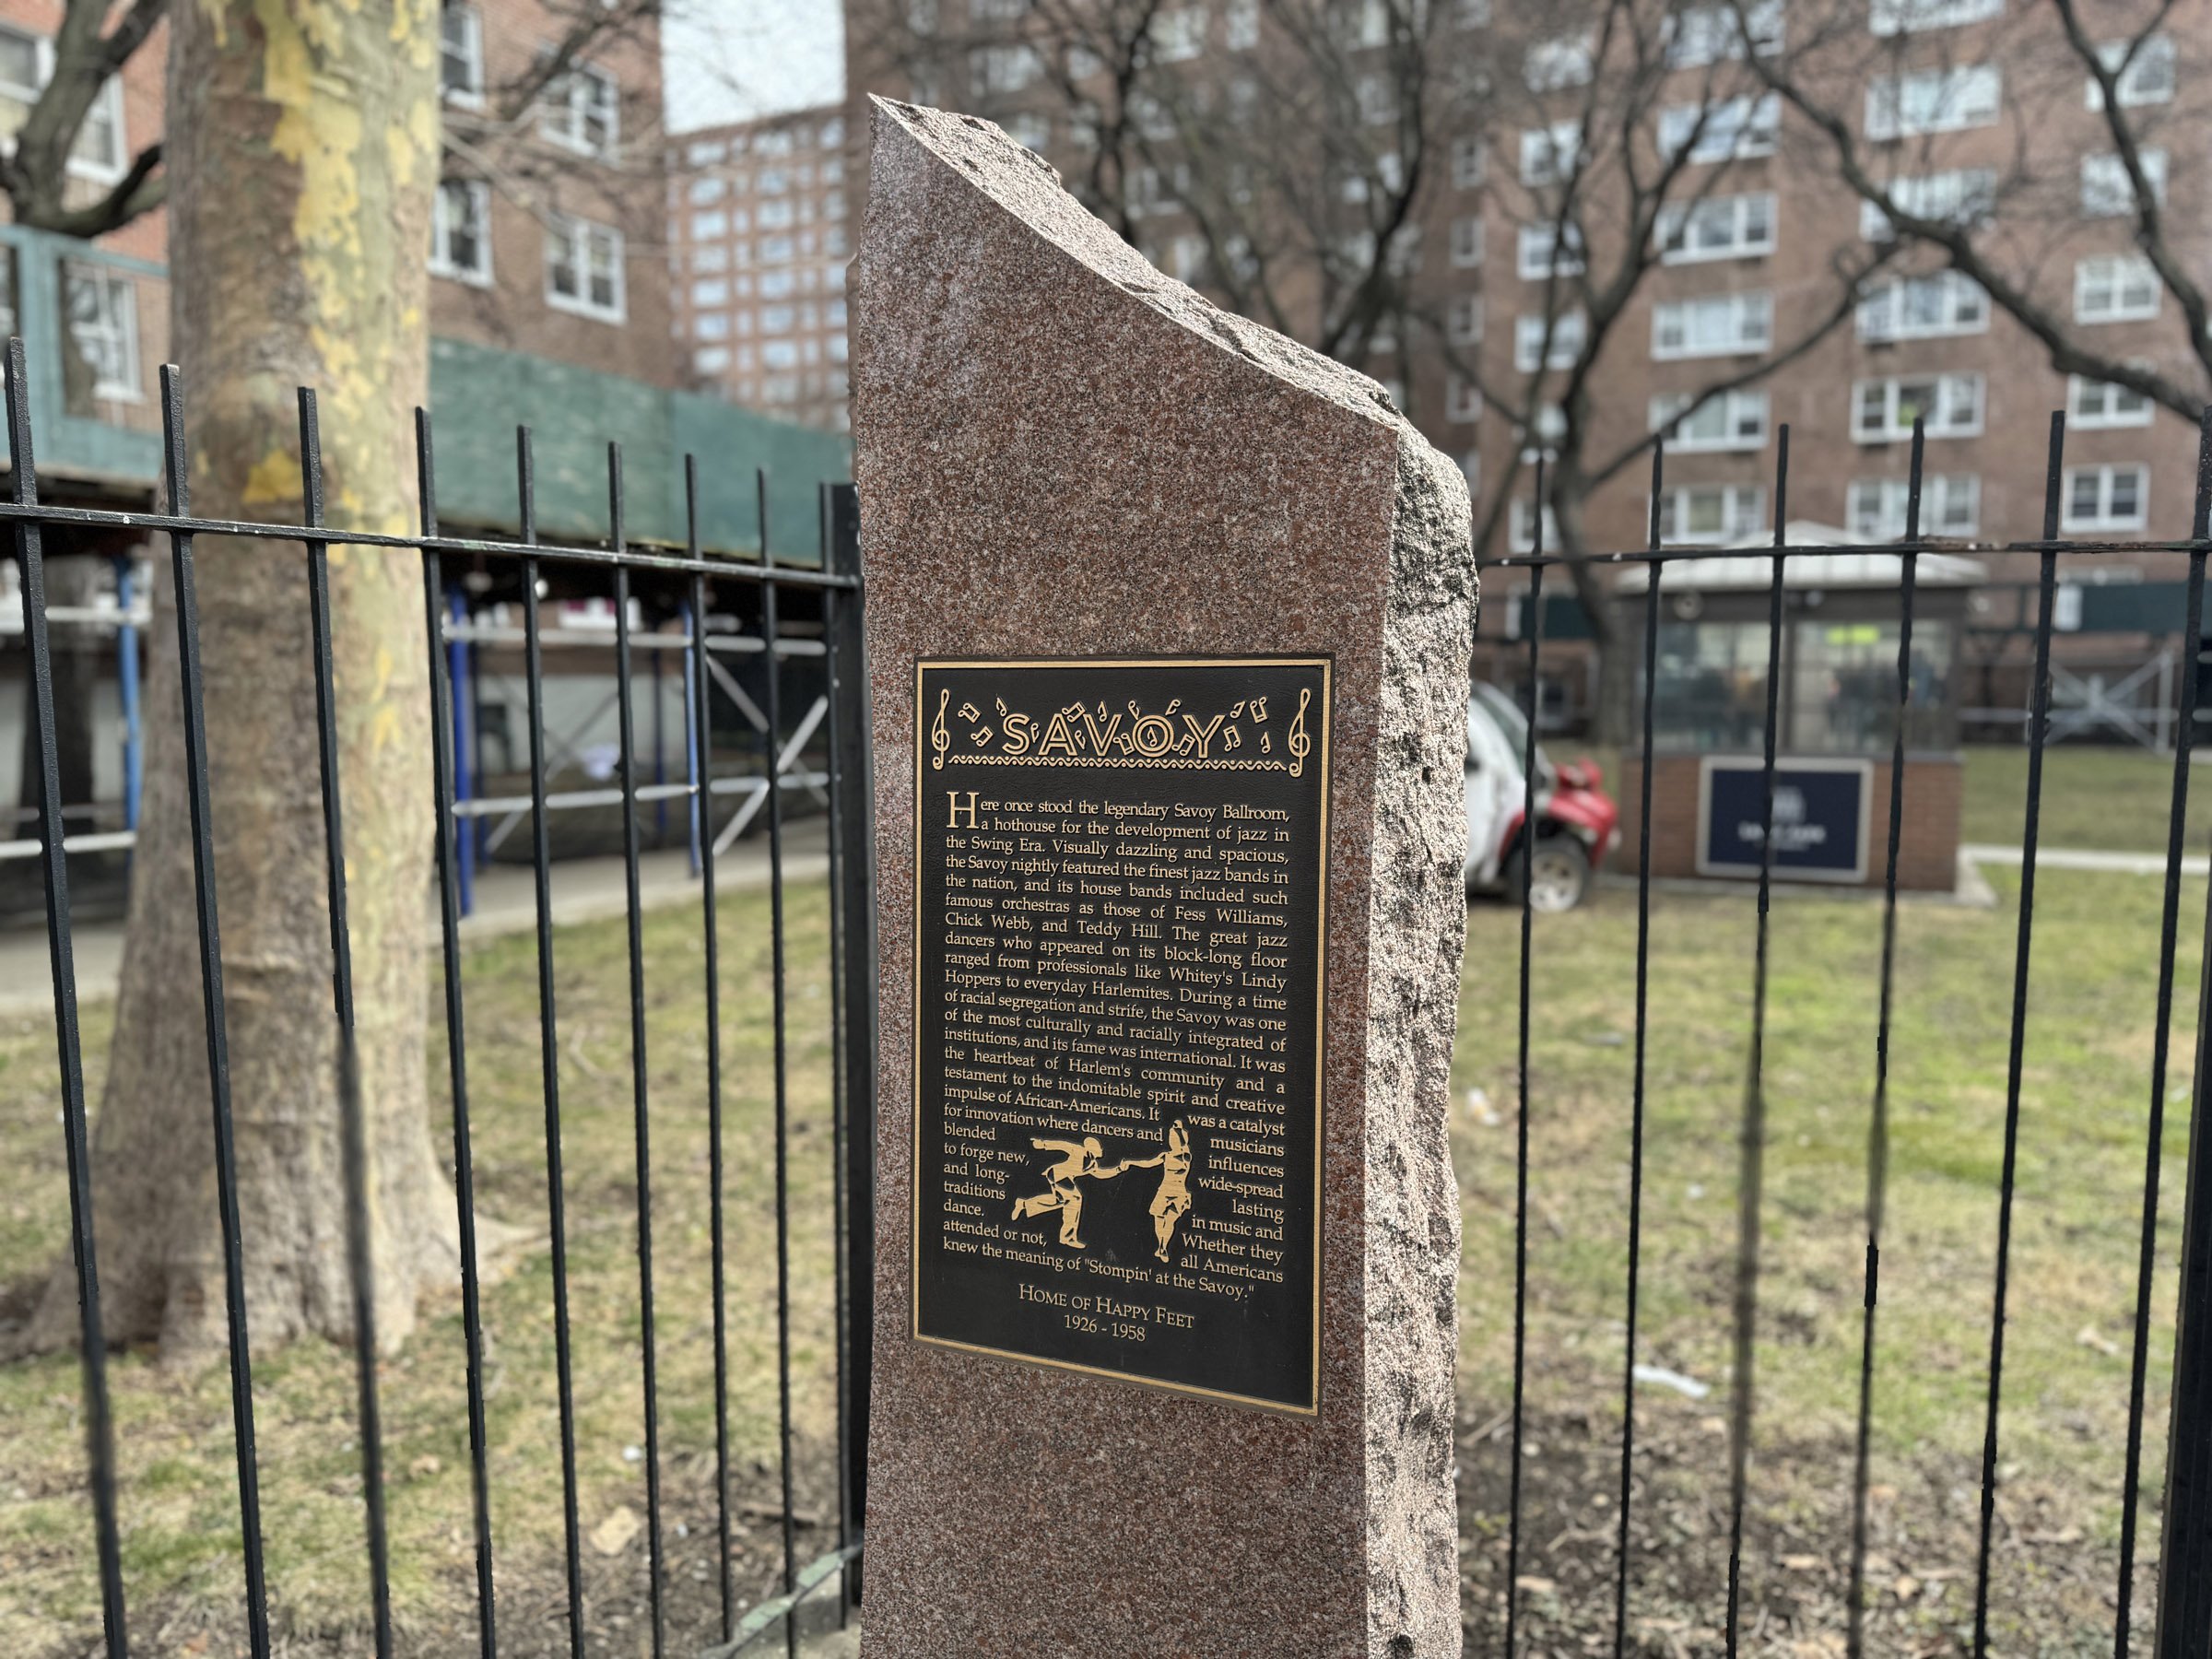 SAVOY
Here once stood the legendary Savoy Ballroom,
a hothouse for the development of jazz in
the Swing Era. Visually dazzling and spacious,
the Savoy nightly featured the finest jazz bands in
the nation, and its house bands included such
famous orchestras as those of Fess Williams,
Chick Webb, and Teddy Hill. The great jazz
dancers who appeared on its block-long floor
ranged from professionals like Whitey's Lindy
Hoppers to everyday Harlemites. During a time
of racial segregation and strife, the Savoy was one
of the most culturally and racially integrated of
institutions, and its fame was international. It was
the heartbeat of Harlem's community and a
testament to the indomitable spirit and creative
impulse of African-Americans. It was a catalyst
for innovation where dancers and musicians
blended influences
to forge new, wide-spread
and long- lasting
traditions in music and
dance. Whether they
attended or not, all Americans
knew the meaning of "Stompin' at the Savoy."
HOME OF HAPPY FEET
1926 - 1958